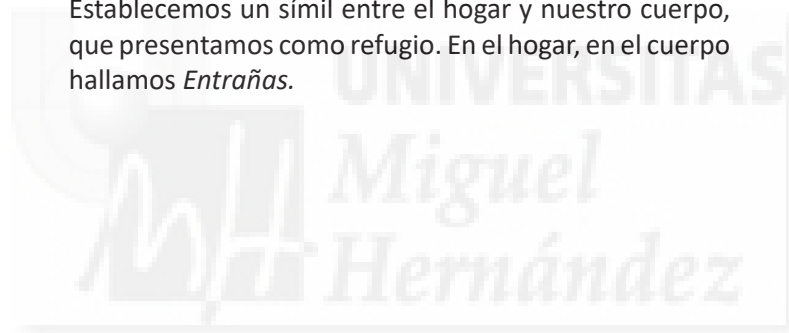 Establecemos un símil entre el hogar y nuestro cuerpo,
que presentamos como refugio. En el hogar, en el cuerpo
hallamos Entrañas.
UNIVERSITAS
Miguel
Hernández